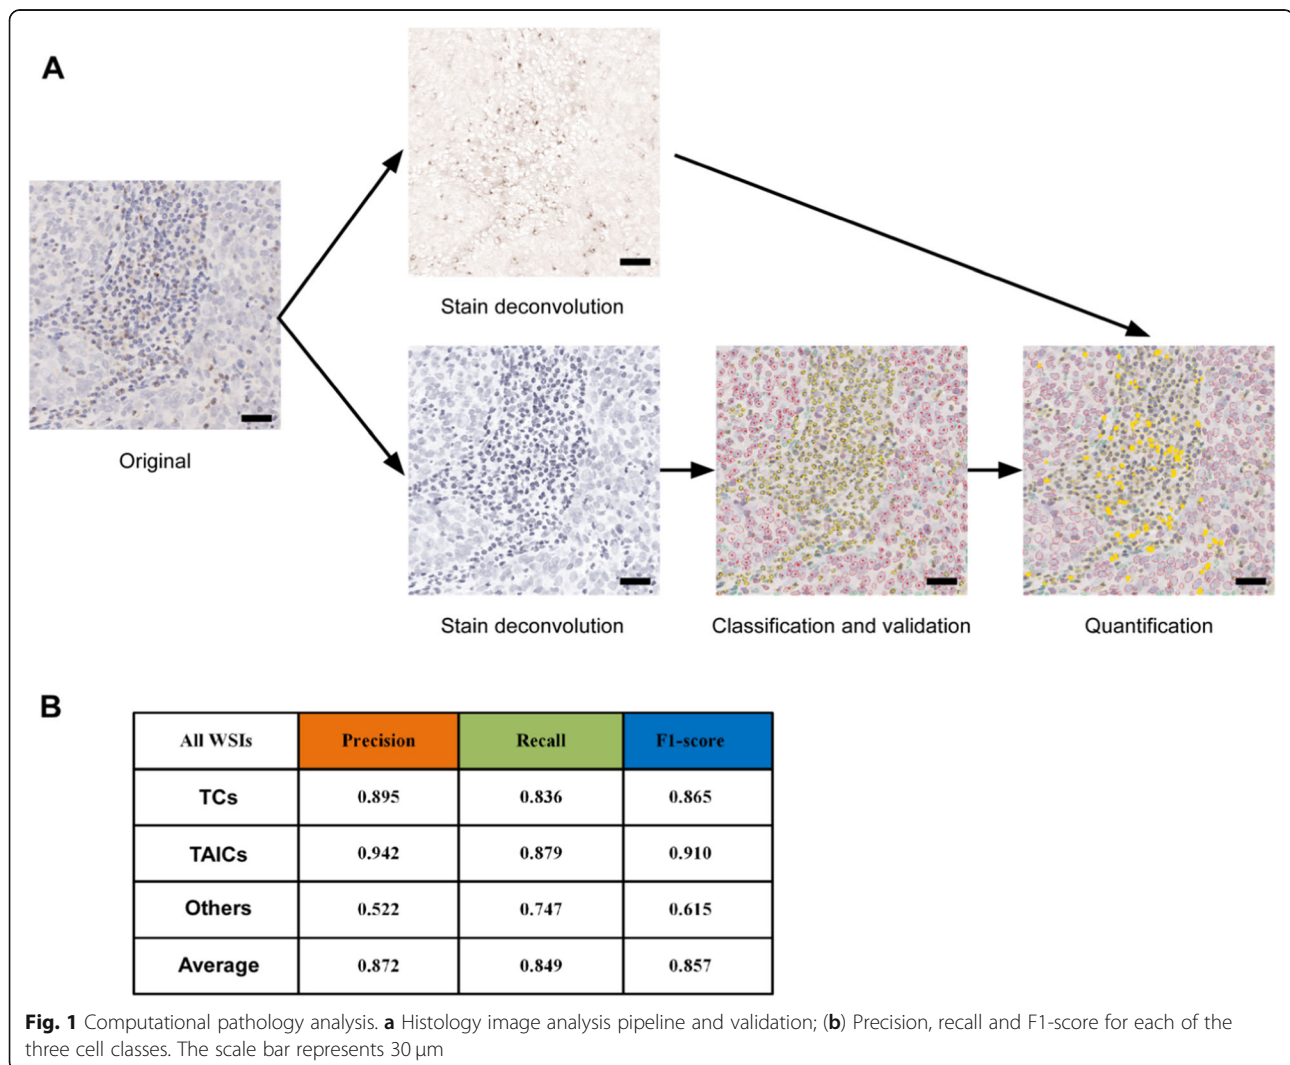 A
Stain deconvolution
Original
Stain deconvolution
Classification and validation
Quantification
B
All WSIs Precision Recall F1-score
TCs 0.895 0.836 0.865
TAICs 0.942 0.879 0.910
Others 0.522 0.747 0.615
Average 0.872 0.849 0.857
Fig. 1 Computational pathology analysis. a Histology image analysis pipeline and validation; (b) Precision, recall and F1-score for each of the
three cell classes. The scale bar represents 30 μm